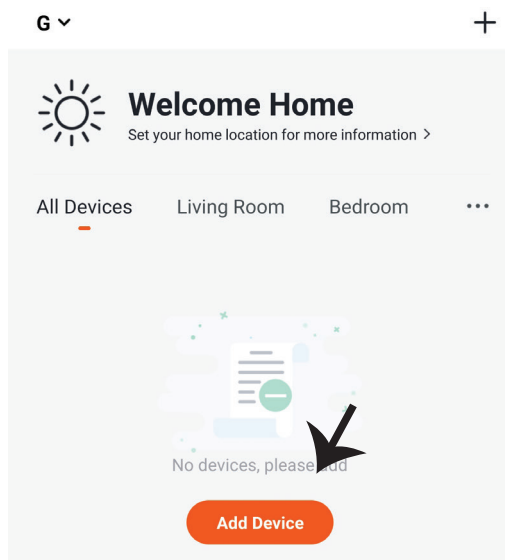 G
Welcome Home
Set your home location for more information >
All Devices Living Room Bedroom ...
No devices, please add
Add Device